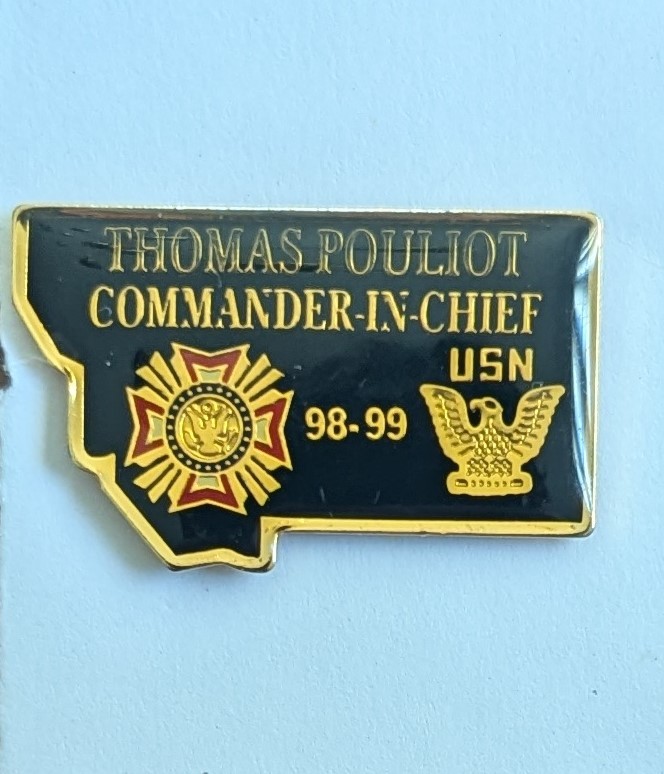 THOMAS POULIOT
COMMANDER-IN-CHIEF
USN
98-99